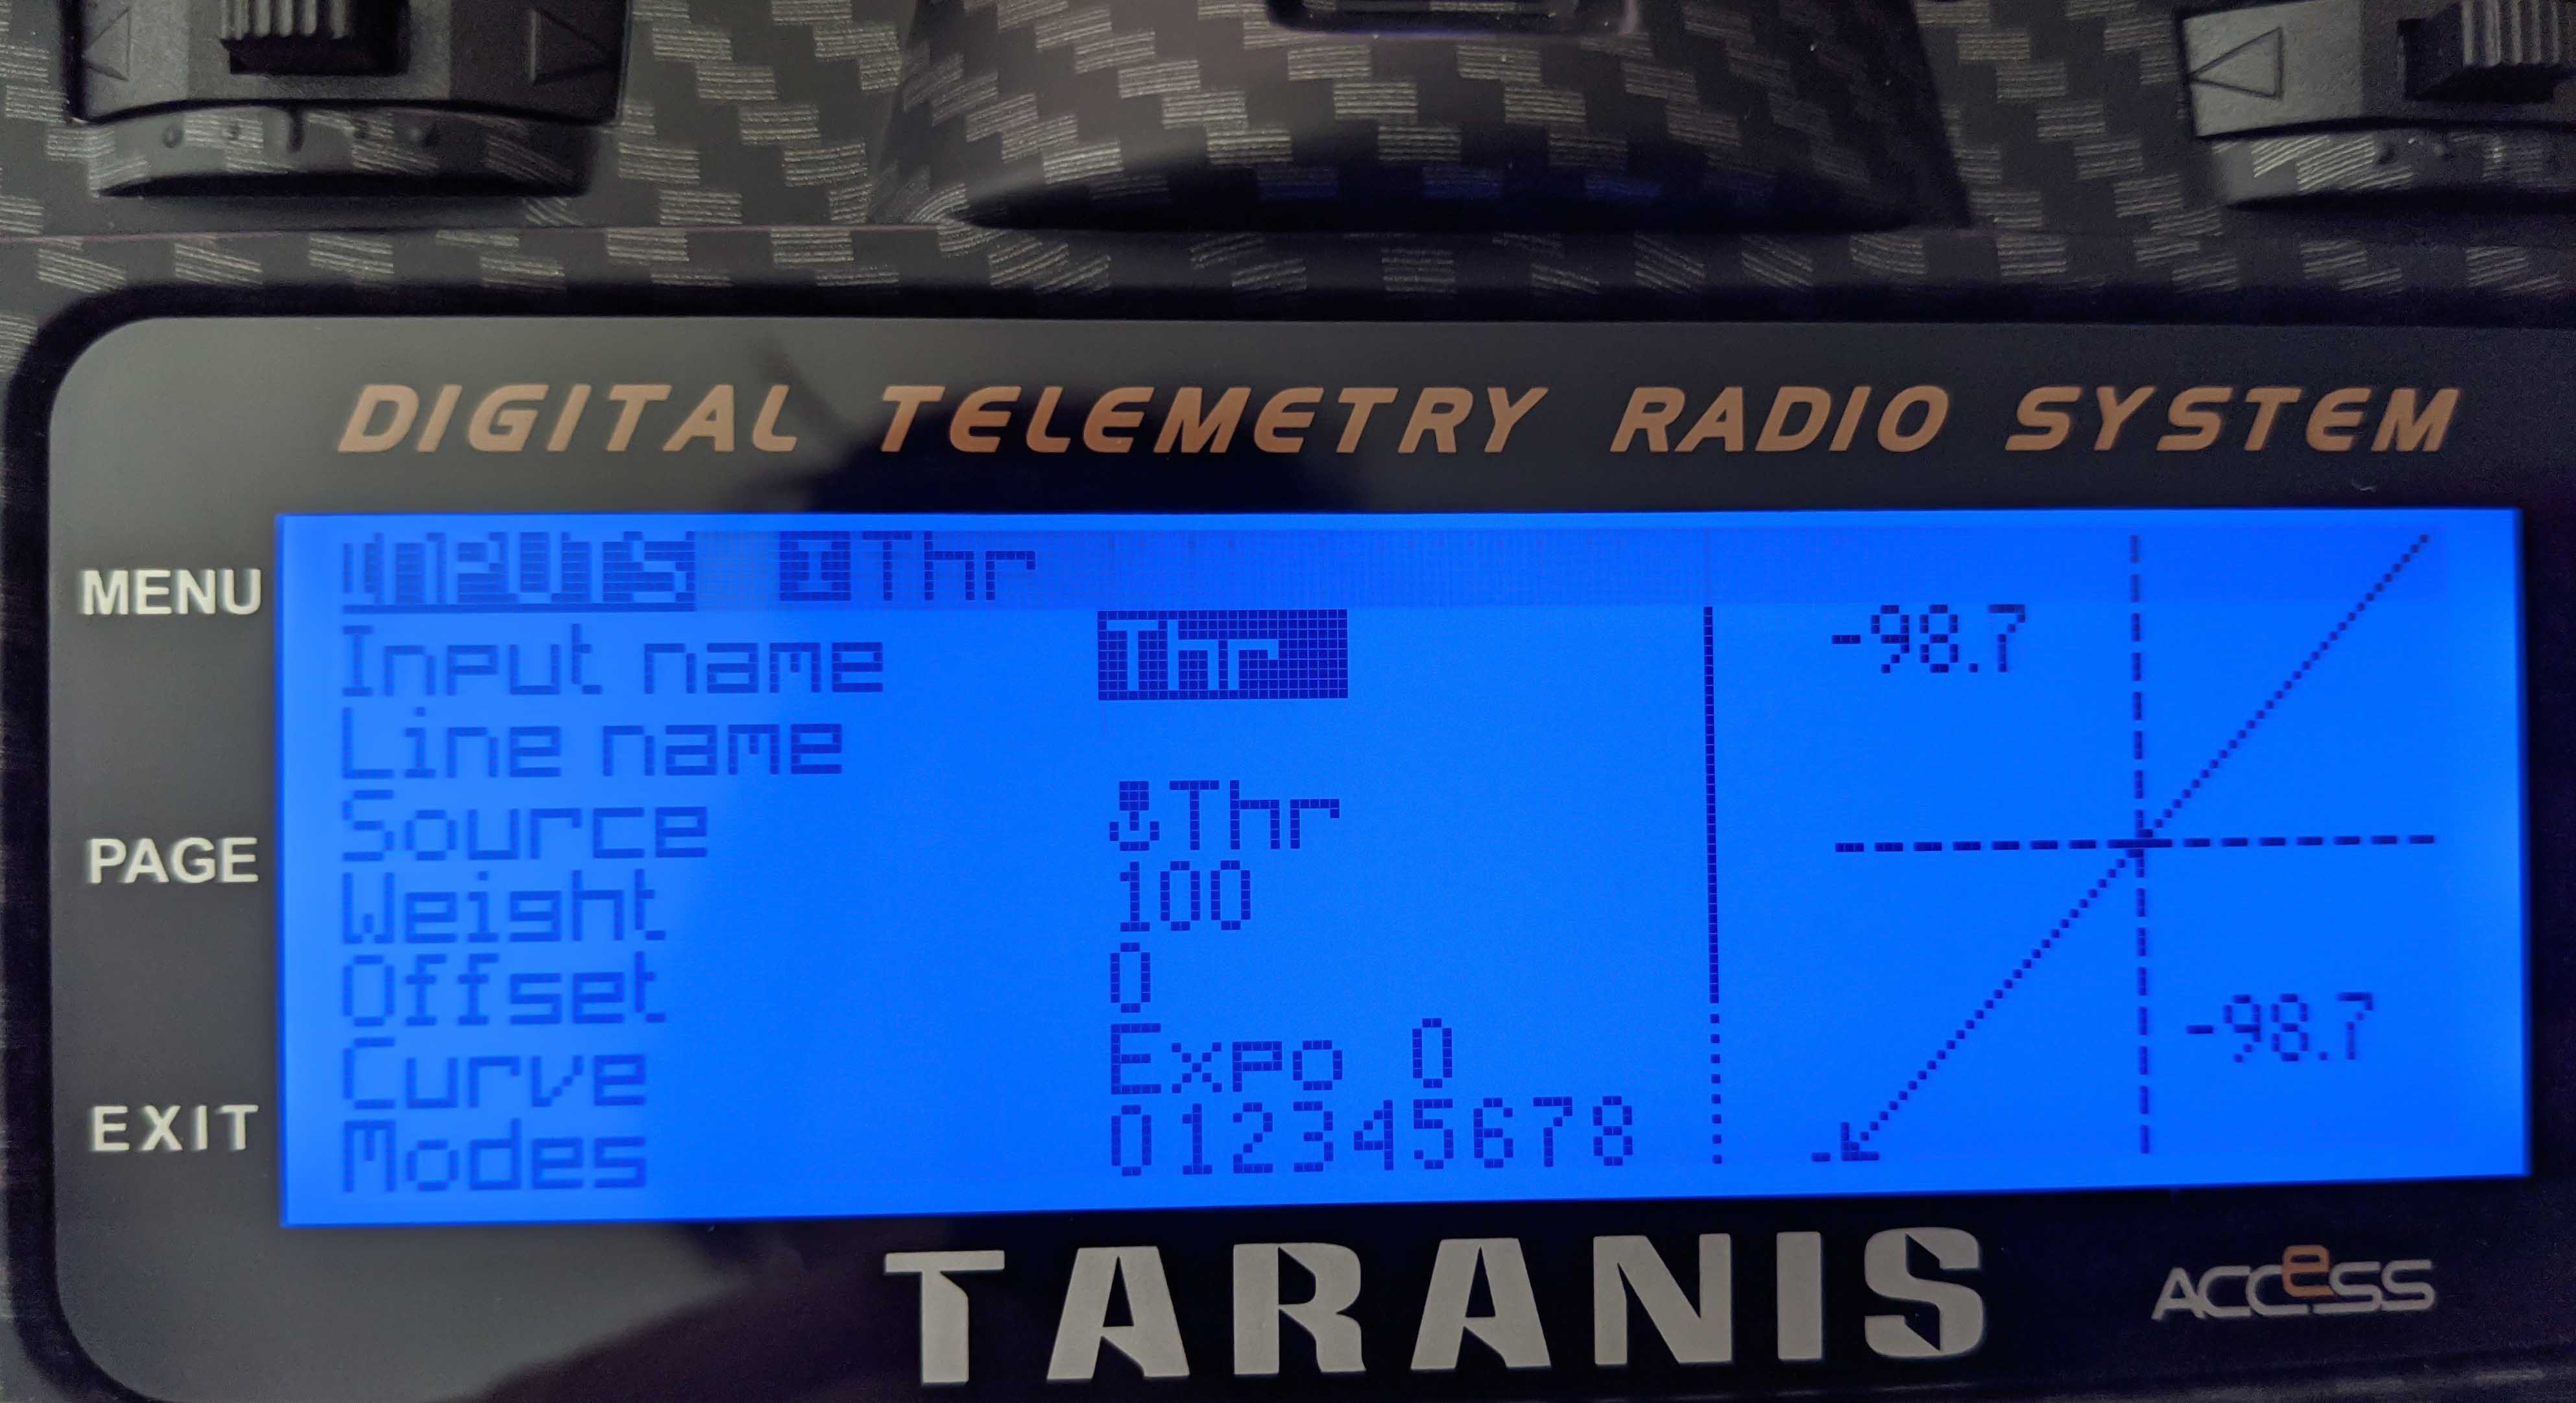 DIGITAL TELEMETRY RADIO SYSTEM
MENU
PAGE
EXIT
INPUTS IThr
Input name Thr
Line name
Source Thr
Weight 100
Offset 0
Curve Expo 0
Modes 012345678
-98.7
-98.7
TARANIS
ACCeSS